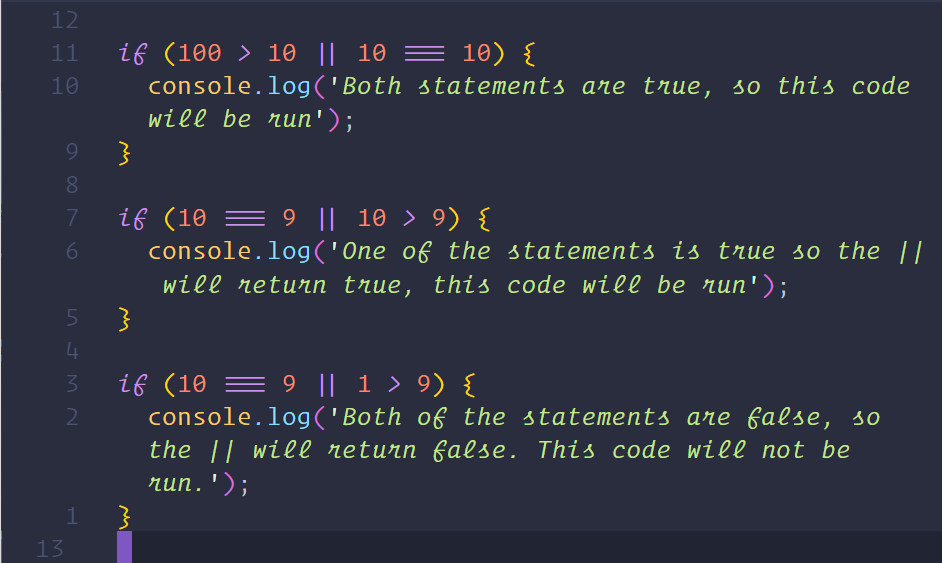 12
11 if (100 > 10 || 10 === 10) {
10 console.log('Both statements are true, so this code
will be run');
9 }
8
7 if (10 === 9 || 10 > 9) {
6 console.log('One of the statements is true so the ||
will return true, this code will be run');
5 }
4
3 if (10 === 9 || 1 > 9) {
2 console.log('Both of the statements are false, so
the || will return false. This code will not be
run.');
1 }
13